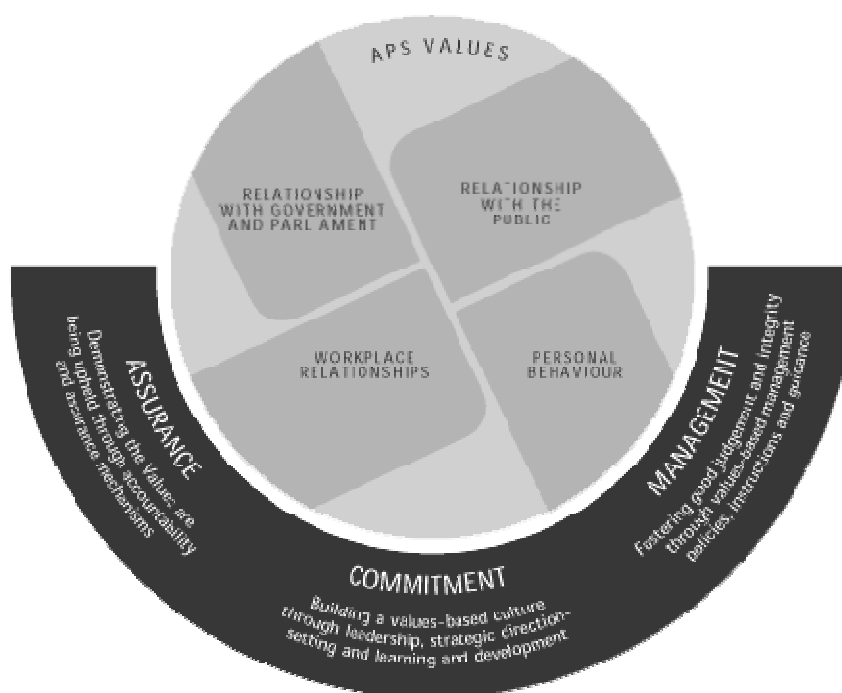 APS VALUES
RELATIONSHIP
WITH GOVERNMENT
AND PARLIAMENT
RELATIONSHIP
WITH THE
PUBLIC
WORKPLACE
RELATIONSHIPS
PERSONAL
BEHAVIOUR
ASSURANCE
Demonstrating the Values are
being upheld through accountability
and assurance mechanisms
COMMITMENT
Building a values-based culture
through leadership, strategic direction-
setting and learning and development
MANAGEMENT
Fostering good judgement and integrity
through values-based management
policies, instructions and guidance